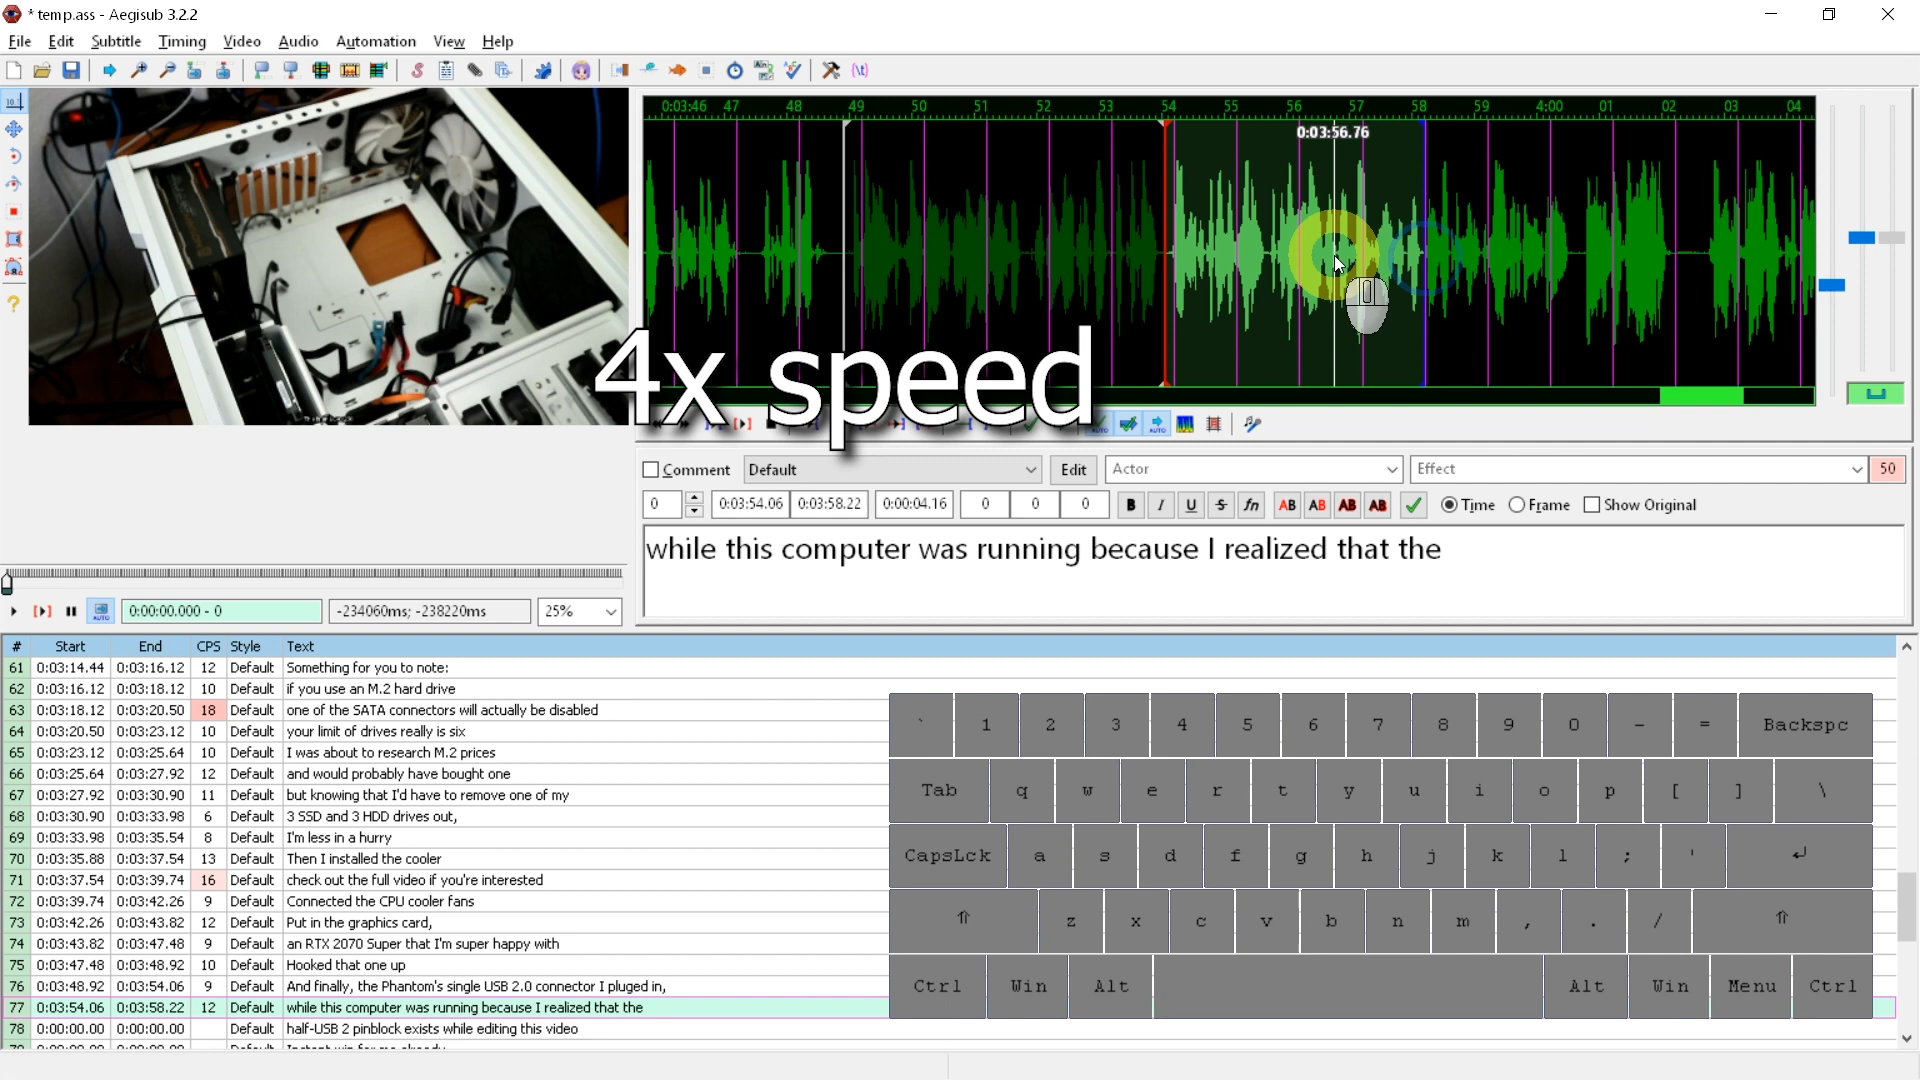 * temp.ass - Aegisub 3.2.2
File Edit Subtitle Timing Video Audio Automation View Help
0:03:46 47 48 49 50 51 52 53 54 55 56 57 58 59 4:00 01 02 03 04
0:03:56.76
4x speed
Comment Default Edit Actor Effect 50
0 0:03:54.06 0:03:58.22 0:00:04.16 0 0 0 B I U S fn AB AB AB AB Time Frame Show Original
while this computer was running because I realized that the
AUTO 0:00:00.000 - 0 -234060ms; -238220ms 25%
# Start End CPS Style Text
61 0:03:14.44 0:03:16.12 12 Default Something for you to note:
62 0:03:16.12 0:03:18.12 10 Default if you use an M.2 hard drive
63 0:03:18.12 0:03:20.50 18 Default one of the SATA connectors will actually be disabled
64 0:03:20.50 0:03:23.12 10 Default your limit of drives really is six
65 0:03:23.12 0:03:25.64 10 Default I was about to research M.2 prices
66 0:03:25.64 0:03:27.92 12 Default and would probably have bought one
67 0:03:27.92 0:03:30.90 11 Default but knowing that I'd have to remove one of my
68 0:03:30.90 0:03:33.98 6 Default 3 SSD and 3 HDD drives out,
69 0:03:33.98 0:03:35.54 8 Default I'm less in a hurry
70 0:03:35.88 0:03:37.54 13 Default Then I installed the cooler
71 0:03:37.54 0:03:39.74 16 Default check out the full video if you're interested
72 0:03:39.74 0:03:42.26 9 Default Connected the CPU cooler fans
73 0:03:42.26 0:03:43.82 12 Default Put in the graphics card,
74 0:03:43.82 0:03:47.48 9 Default an RTX 2070 Super that I'm super happy with
75 0:03:47.48 0:03:48.92 10 Default Hooked that one up
76 0:03:48.92 0:03:54.06 9 Default And finally, the Phantom's single USB 2.0 connector I pluged in,
77 0:03:54.06 0:03:58.22 12 Default while this computer was running because I realized that the
78 0:00:00.00 0:00:00.00 Default half-USB 2 pinblock exists while editing this video
` 1 2 3 4 5 6 7 8 9 0 - = Backspc
Tab q w e r t y u i o p [ ] \
CapsLck a s d f g h j k l ; ' ↵
⇑ z x c v b n m , . / ⇑
Ctrl Win Alt Alt Win Menu Ctrl